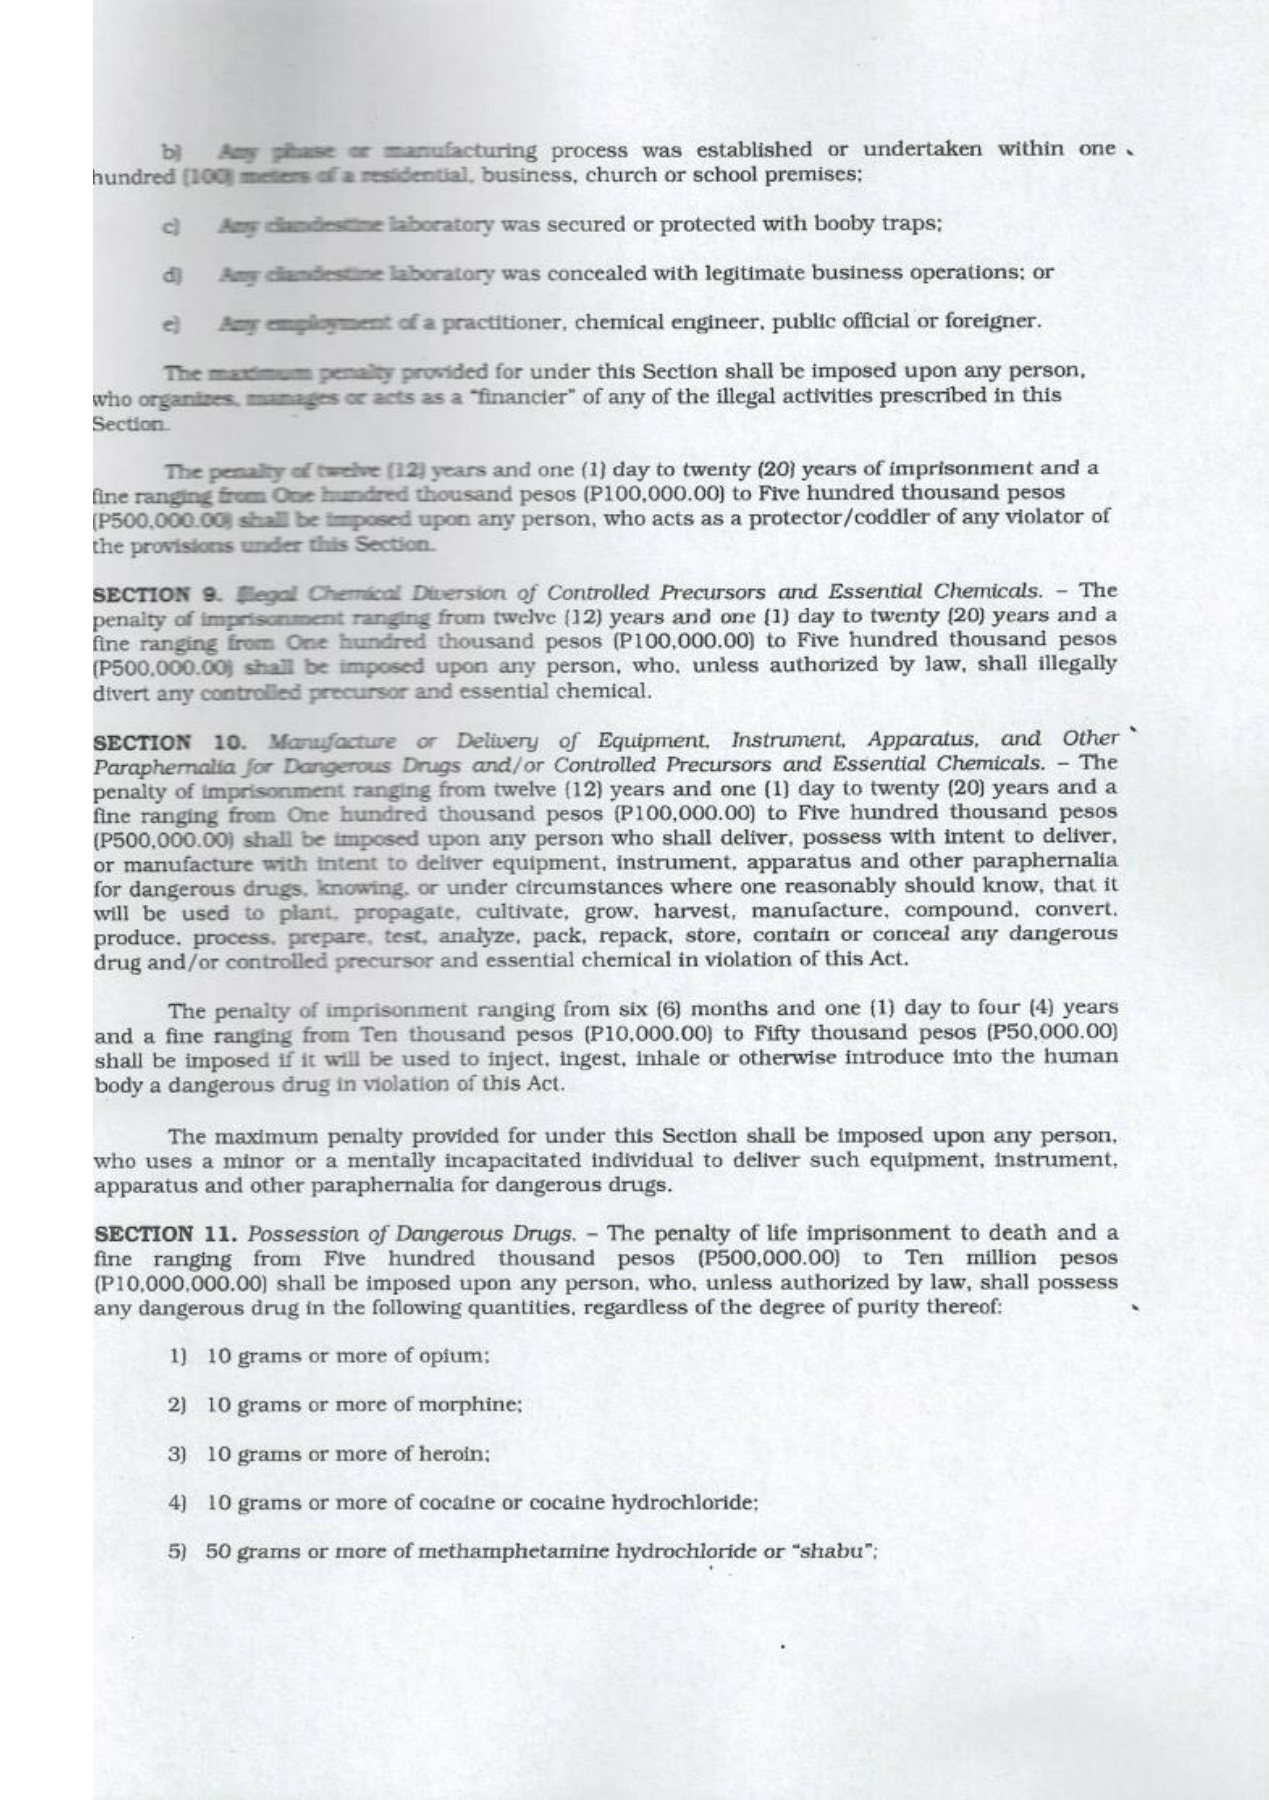 b) Any phase or manufacturing process was established or undertaken within one
hundred (100) meters of a residential, business, church or school premises;
c) Any clandestine laboratory was secured or protected with booby traps;
d) Any clandestine laboratory was concealed with legitimate business operations; or
e) Any employment of a practitioner, chemical engineer, public official or foreigner.
The maximum penalty provided for under this Section shall be imposed upon any person,
who organizes, manages or acts as a "financier" of any of the illegal activities prescribed in this
Section.
The penalty of twelve (12) years and one (1) day to twenty (20) years of imprisonment and a
fine ranging from One hundred thousand pesos (P100,000.00) to Five hundred thousand pesos
(P500,000.00) shall be imposed upon any person, who acts as a protector/coddler of any violator of
the provisions under this Section.
SECTION 9. Illegal Chemical Diversion of Controlled Precursors and Essential Chemicals. – The
penalty of imprisonment ranging from twelve (12) years and one (1) day to twenty (20) years and a
fine ranging from One hundred thousand pesos (P100,000.00) to Five hundred thousand pesos
(P500,000.00) shall be imposed upon any person, who, unless authorized by law, shall illegally
divert any controlled precursor and essential chemical.
SECTION 10. Manufacture or Delivery of Equipment, Instrument, Apparatus, and Other
Paraphernalia for Dangerous Drugs and/or Controlled Precursors and Essential Chemicals. – The
penalty of imprisonment ranging from twelve (12) years and one (1) day to twenty (20) years and a
fine ranging from One hundred thousand pesos (P100,000.00) to Five hundred thousand pesos
(P500,000.00) shall be imposed upon any person who shall deliver, possess with intent to deliver,
or manufacture with intent to deliver equipment, instrument, apparatus and other paraphernalia
for dangerous drugs, knowing, or under circumstances where one reasonably should know, that it
will be used to plant, propagate, cultivate, grow, harvest, manufacture, compound, convert,
produce, process, prepare, test, analyze, pack, repack, store, contain or conceal any dangerous
drug and/or controlled precursor and essential chemical in violation of this Act.
The penalty of imprisonment ranging from six (6) months and one (1) day to four (4) years
and a fine ranging from Ten thousand pesos (P10,000.00) to Fifty thousand pesos (P50,000.00)
shall be imposed if it will be used to inject, ingest, inhale or otherwise introduce into the human
body a dangerous drug in violation of this Act.
The maximum penalty provided for under this Section shall be imposed upon any person,
who uses a minor or a mentally incapacitated individual to deliver such equipment, instrument,
apparatus and other paraphernalia for dangerous drugs.
SECTION 11. Possession of Dangerous Drugs. – The penalty of life imprisonment to death and a
fine ranging from Five hundred thousand pesos (P500,000.00) to Ten million pesos
(P10,000,000.00) shall be imposed upon any person, who, unless authorized by law, shall possess
any dangerous drug in the following quantities, regardless of the degree of purity thereof:
1) 10 grams or more of opium;
2) 10 grams or more of morphine;
3) 10 grams or more of heroin;
4) 10 grams or more of cocaine or cocaine hydrochloride;
5) 50 grams or more of methamphetamine hydrochloride or "shabu";